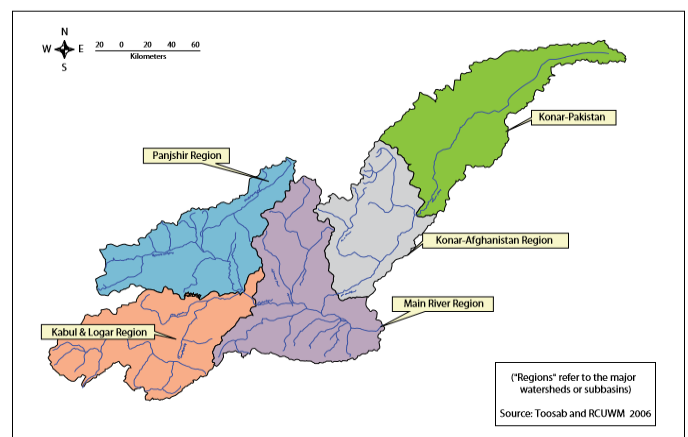 N
W E
S
20 0 20 40 60
Kilometers
Konar-Pakistan
Panjshir Region
Konar-Afghanistan Region
Main River Region
Kabul & Logar Region
("Regions" refer to the major
watersheds or subbasins)
Source: Toosab and RCUWM 2006